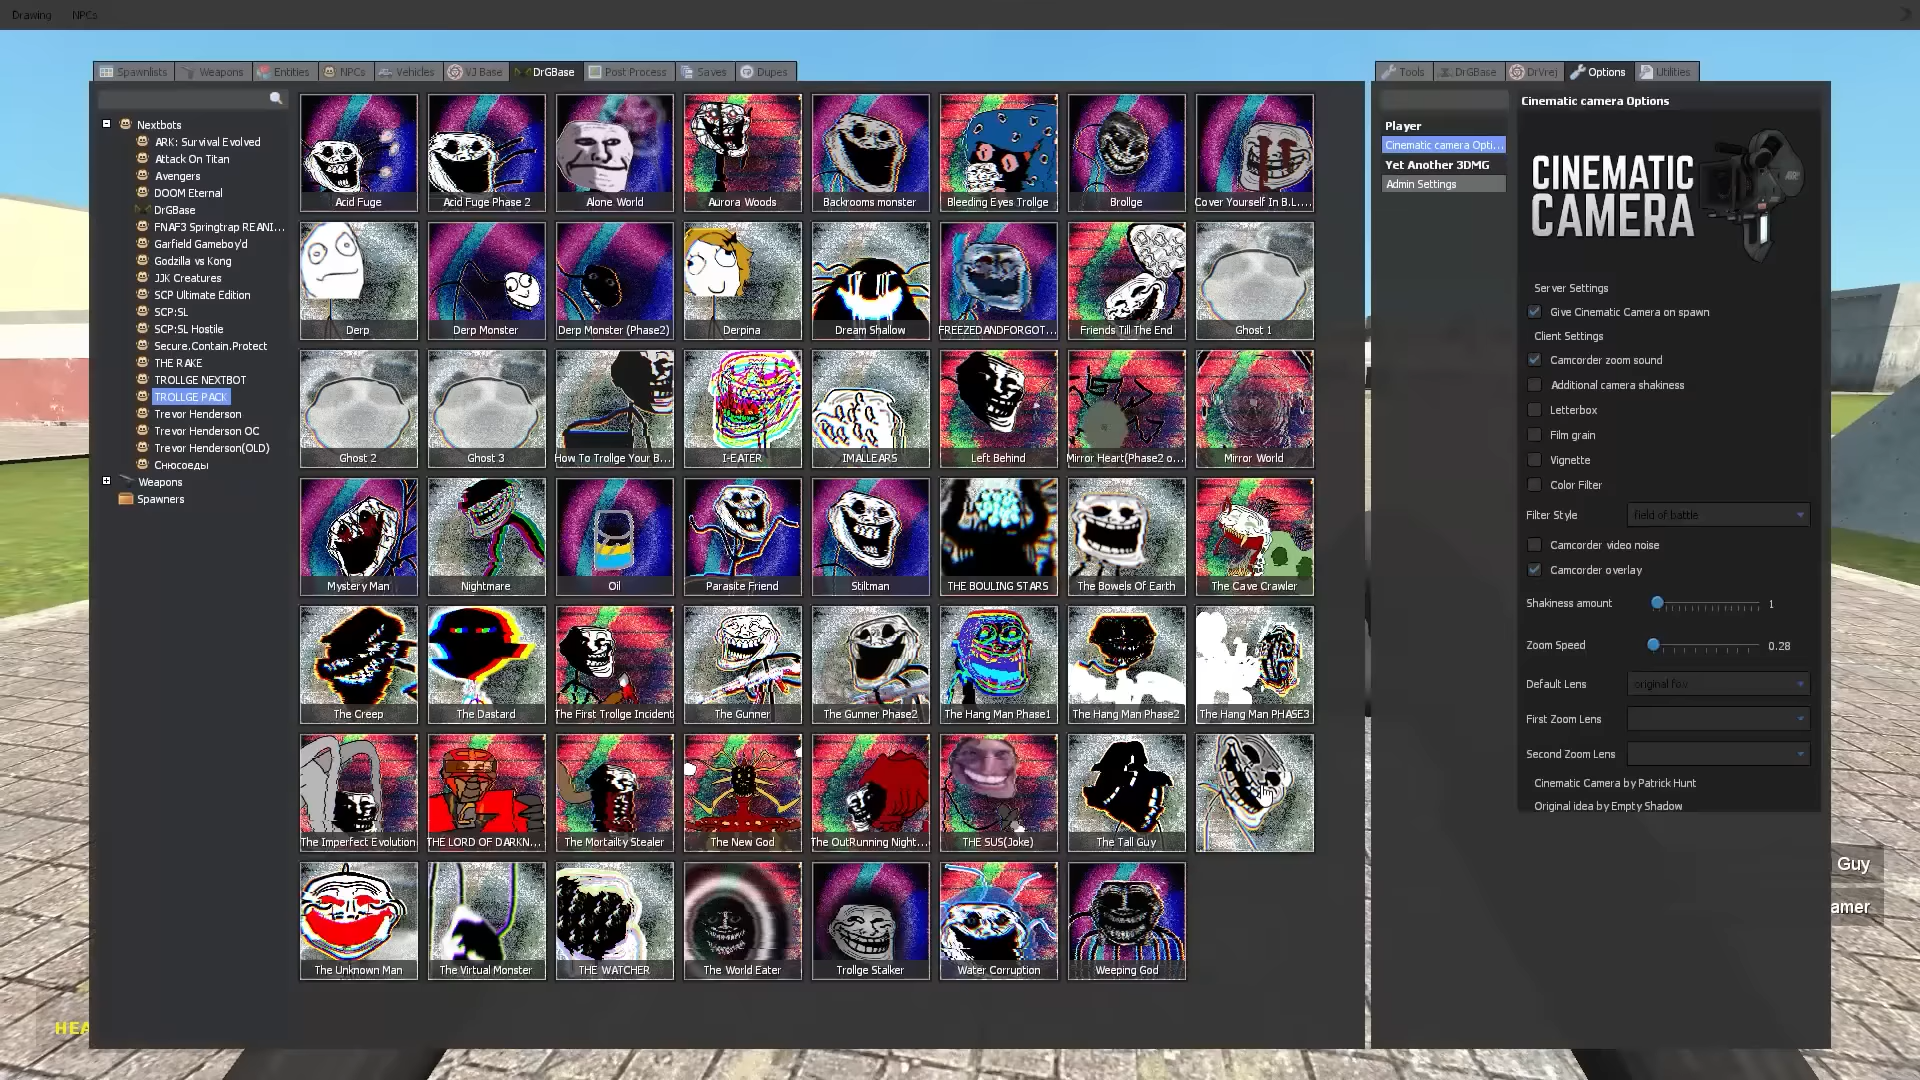 Drawing NPCs
Spawnlists Weapons Entities NPCs Vehicles VJ Base DrGBase Post Process Saves Dupes
Tools DrGBase DrVrej Options Utilities
Nextbots
ARK: Survival Evolved
Attack On Titan
Avengers
DOOM Eternal
DrGBase
FNAF3 Springtrap REANI...
Garfield Gameboy'd
Godzilla vs Kong
JJK Creatures
SCP Ultimate Edition
SCP:SL
SCP:SL Hostile
Secure.Contain.Protect
THE RAKE
TROLLGE NEXTBOT
TROLLGE PACK
Trevor Henderson
Trevor Henderson OC
Trevor Henderson(OLD)
Снюсоеды
Weapons
Spawners
Acid Fuge Acid Fuge Phase 2 Alone World Aurora Woods Backrooms monster Bleeding Eyes Trollge Brollge Cover Yourself In B.L....
Derp Derp Monster Derp Monster (Phase2) Derpina Dream Shallow FREEZEDANDFORGOT... Friends Till The End Ghost 1
Ghost 2 Ghost 3 How To Trollge Your B... I-EATER IMALLEARS Left Behind Mirror Heart(Phase2 o... Mirror World
Mystery Man Nightmare Oil Parasite Friend Stiltman THE BOULING STARS The Bowels Of Earth The Cave Crawler
The Creep The Dastard The First Trollge Incident The Gunner The Gunner Phase2 The Hang Man Phase1 The Hang Man Phase2 The Hang Man PHASE3
The Imperfect Evolution THE LORD OF DARKN... The Mortailty Stealer The New God The OutRunning Night... THE SUS(Joke) The Tall Guy
The Unknown Man The Virtual Monster THE WATCHER The World Eater Trollge Stalker Water Corruption Weeping God
Player
Cinematic camera Opti...
Yet Another 3DMG
Admin Settings
Cinematic camera Options
CINEMATIC
CAMERA
Server Settings
Give Cinematic Camera on spawn
Client Settings
Camcorder zoom sound
Additional camera shakiness
Letterbox
Film grain
Vignette
Color Filter
Filter Style field of battle
Camcorder video noise
Camcorder overlay
Shakiness amount 1
Zoom Speed 0.28
Default Lens original fov
First Zoom Lens
Second Zoom Lens
Cinematic Camera by Patrick Hunt
Original idea by Empty Shadow
Guy
amer
HEA